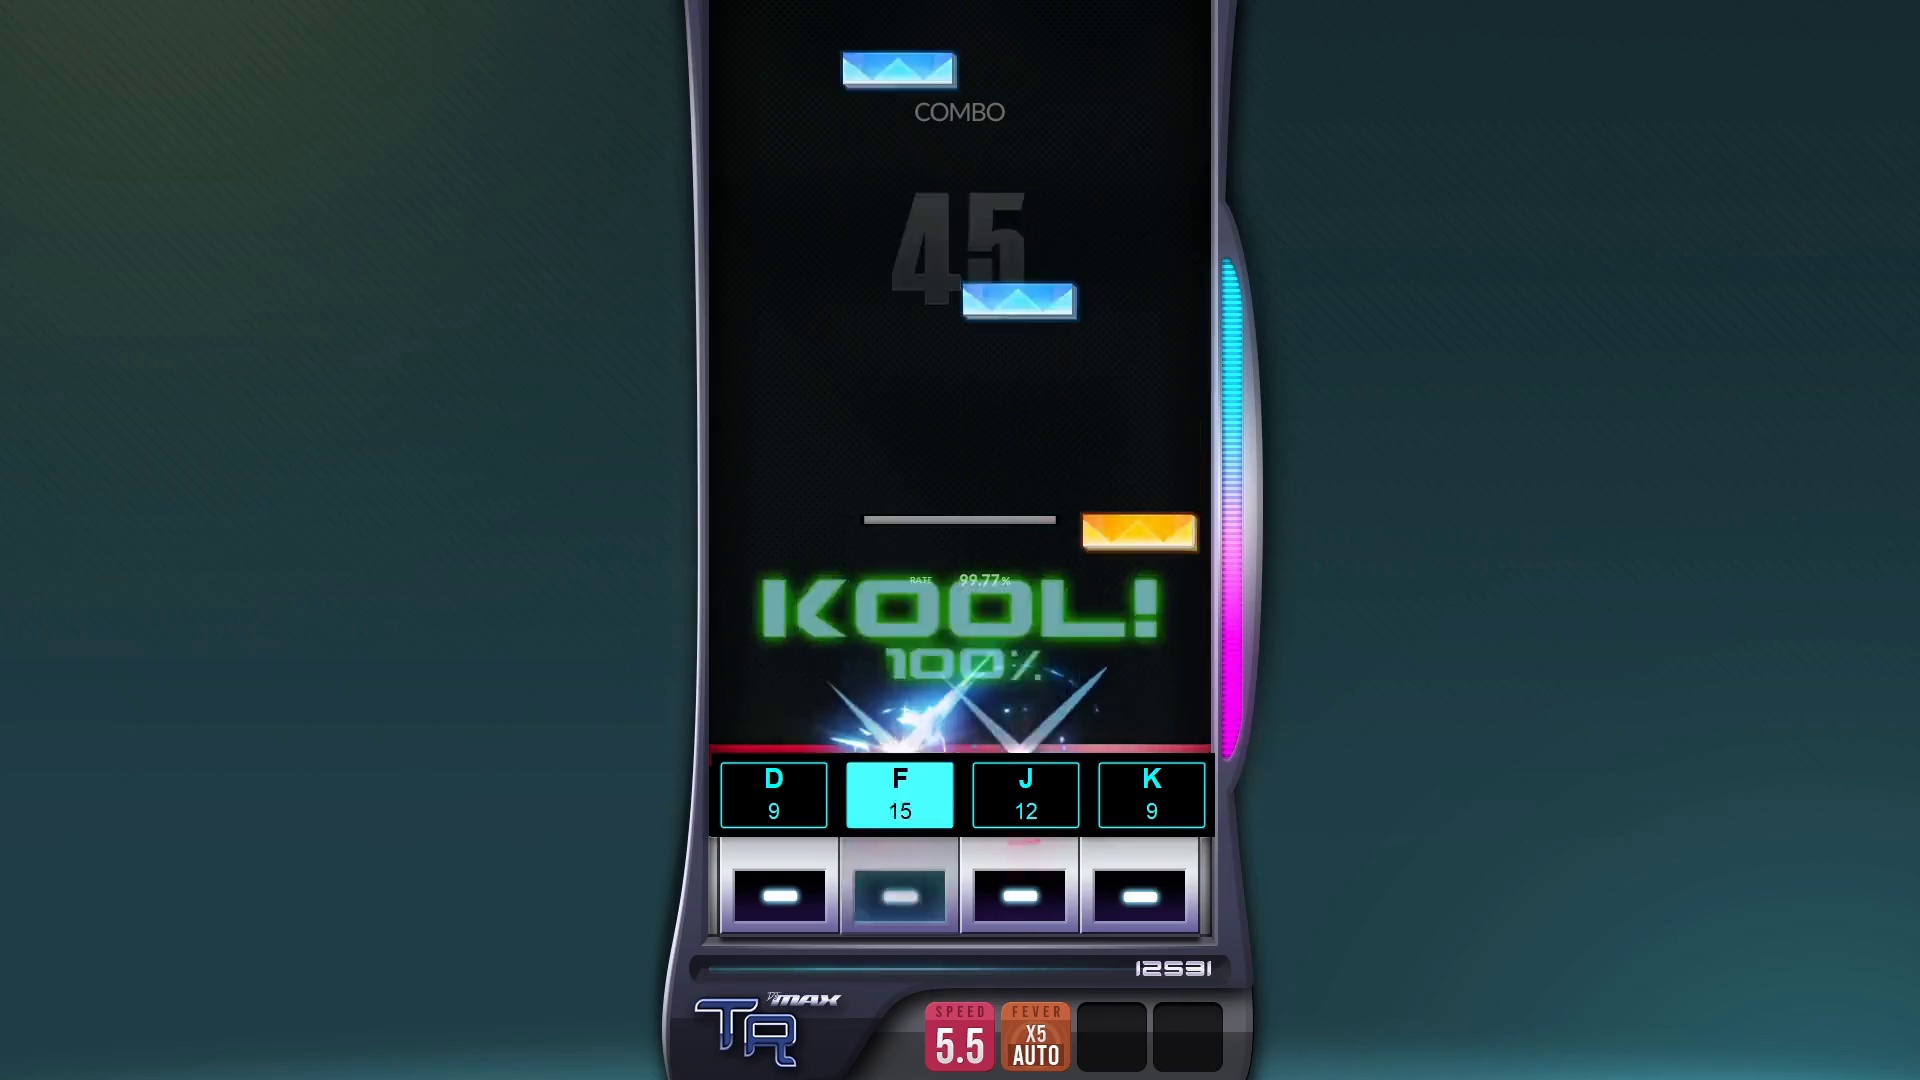 COMBO
45
RATE 99.77%
KOOL!
100%
D F J K
9 15 12 9
12531
MAX
TR
SPEED FEVER
5.5 X5
AUTO